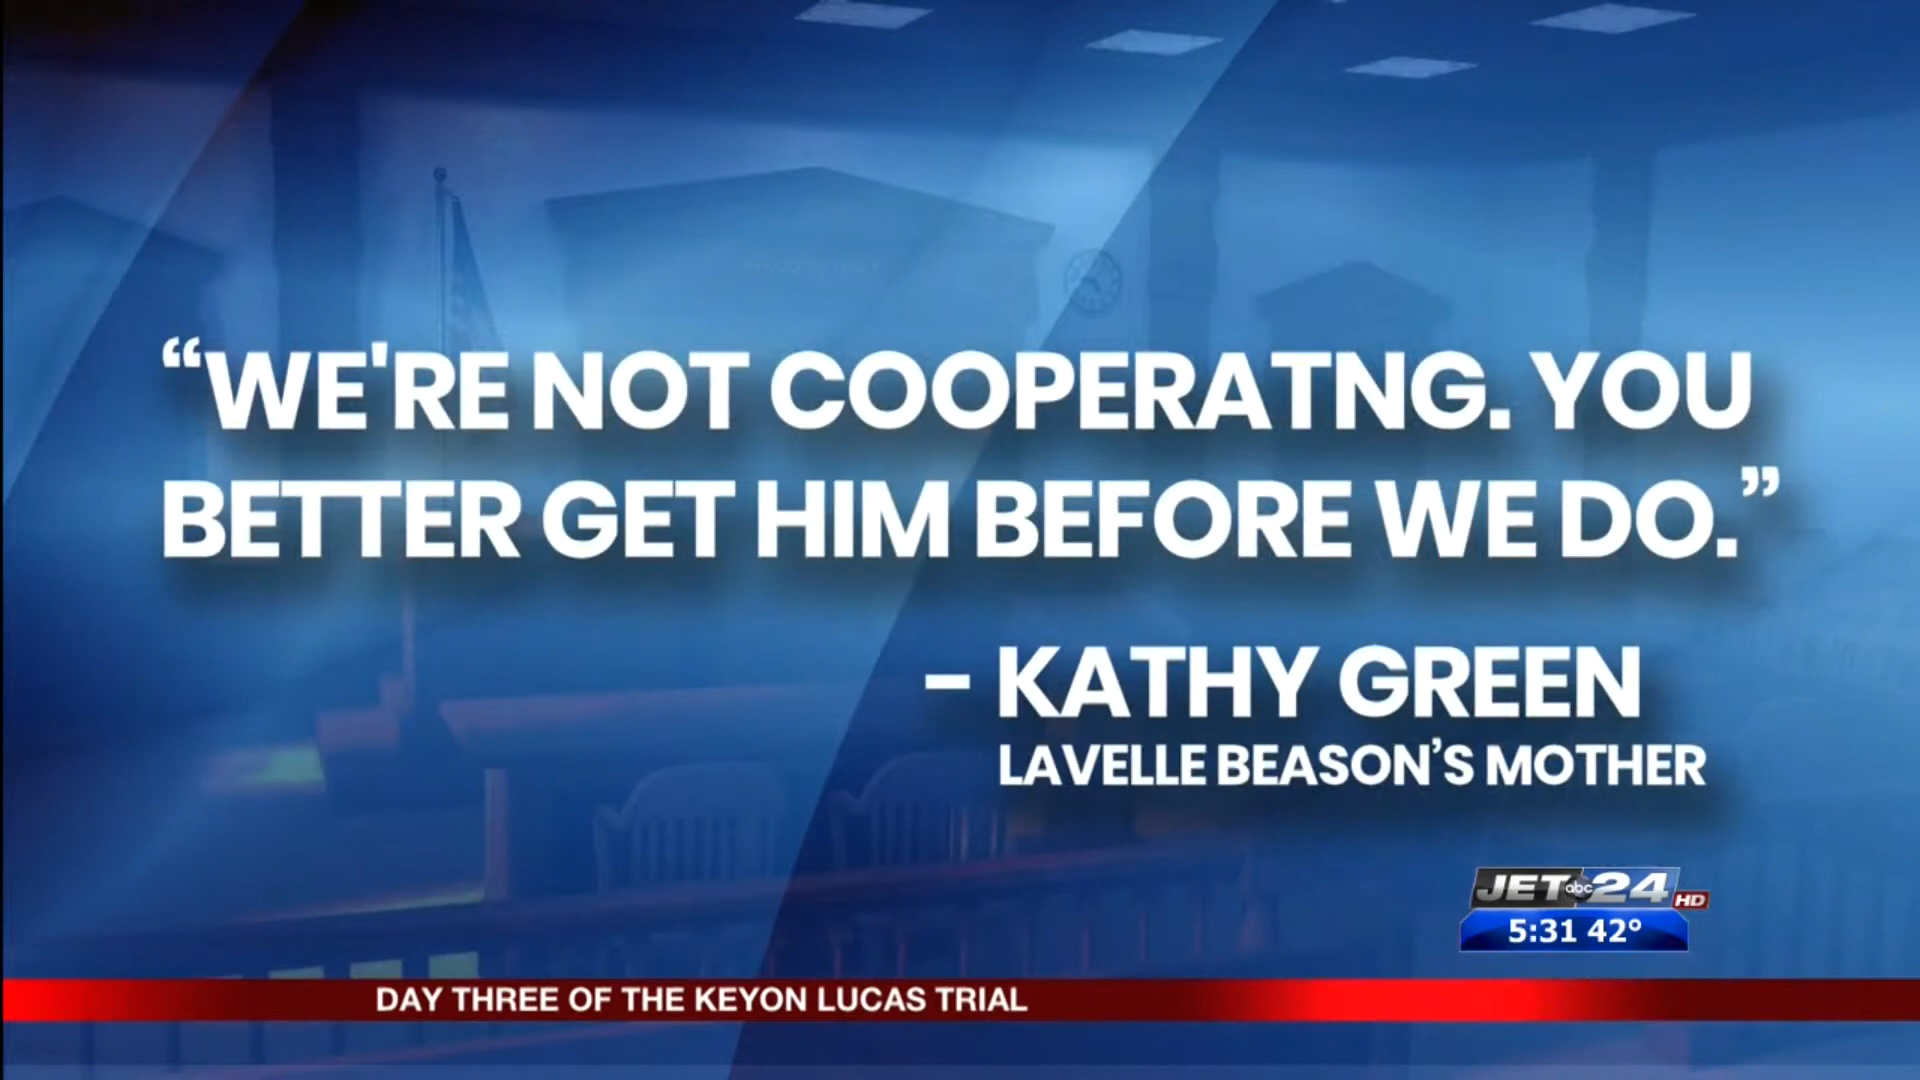 “WE'RE NOT COOPERATNG. YOU
BETTER GET HIM BEFORE WE DO.”
- KATHY GREEN
LAVELLE BEASON’S MOTHER
JET abc 24 HD
5:31 42°
DAY THREE OF THE KEYON LUCAS TRIAL